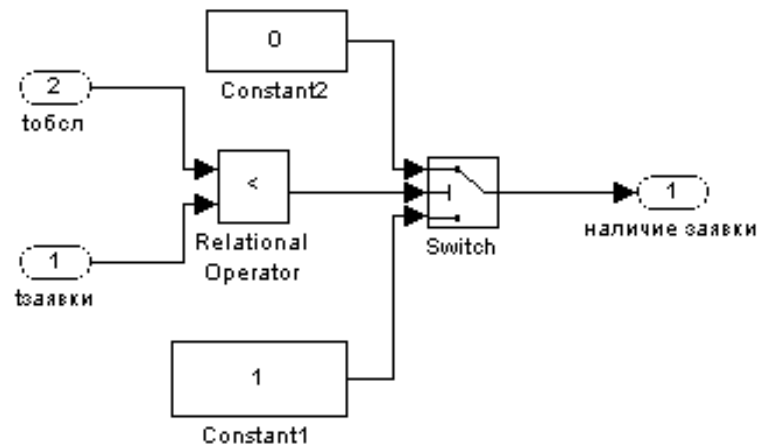 0
Constant2
2
tобсл
<
Relational
Operator
Switch
1
наличие заявки
1
tзаявки
1
Constant1